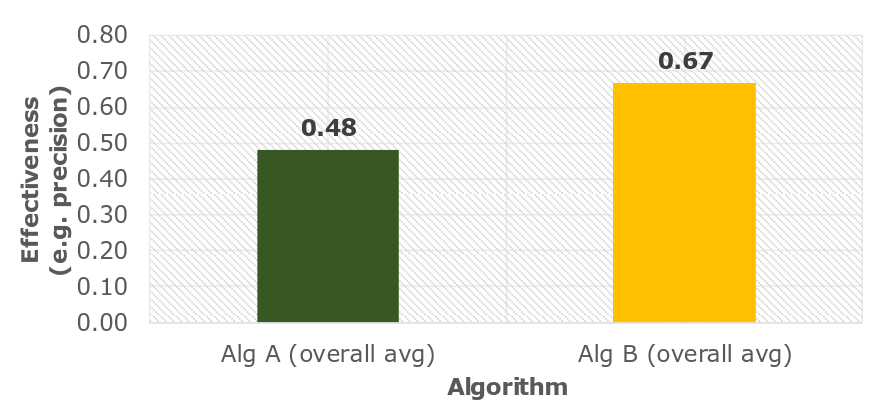 0.80
0.70
0.60
0.50
0.40
0.30
0.20
0.10
0.00
Effectiveness
(e.g. precision)
0.48
0.67
Alg A (overall avg)
Alg B (overall avg)
Algorithm